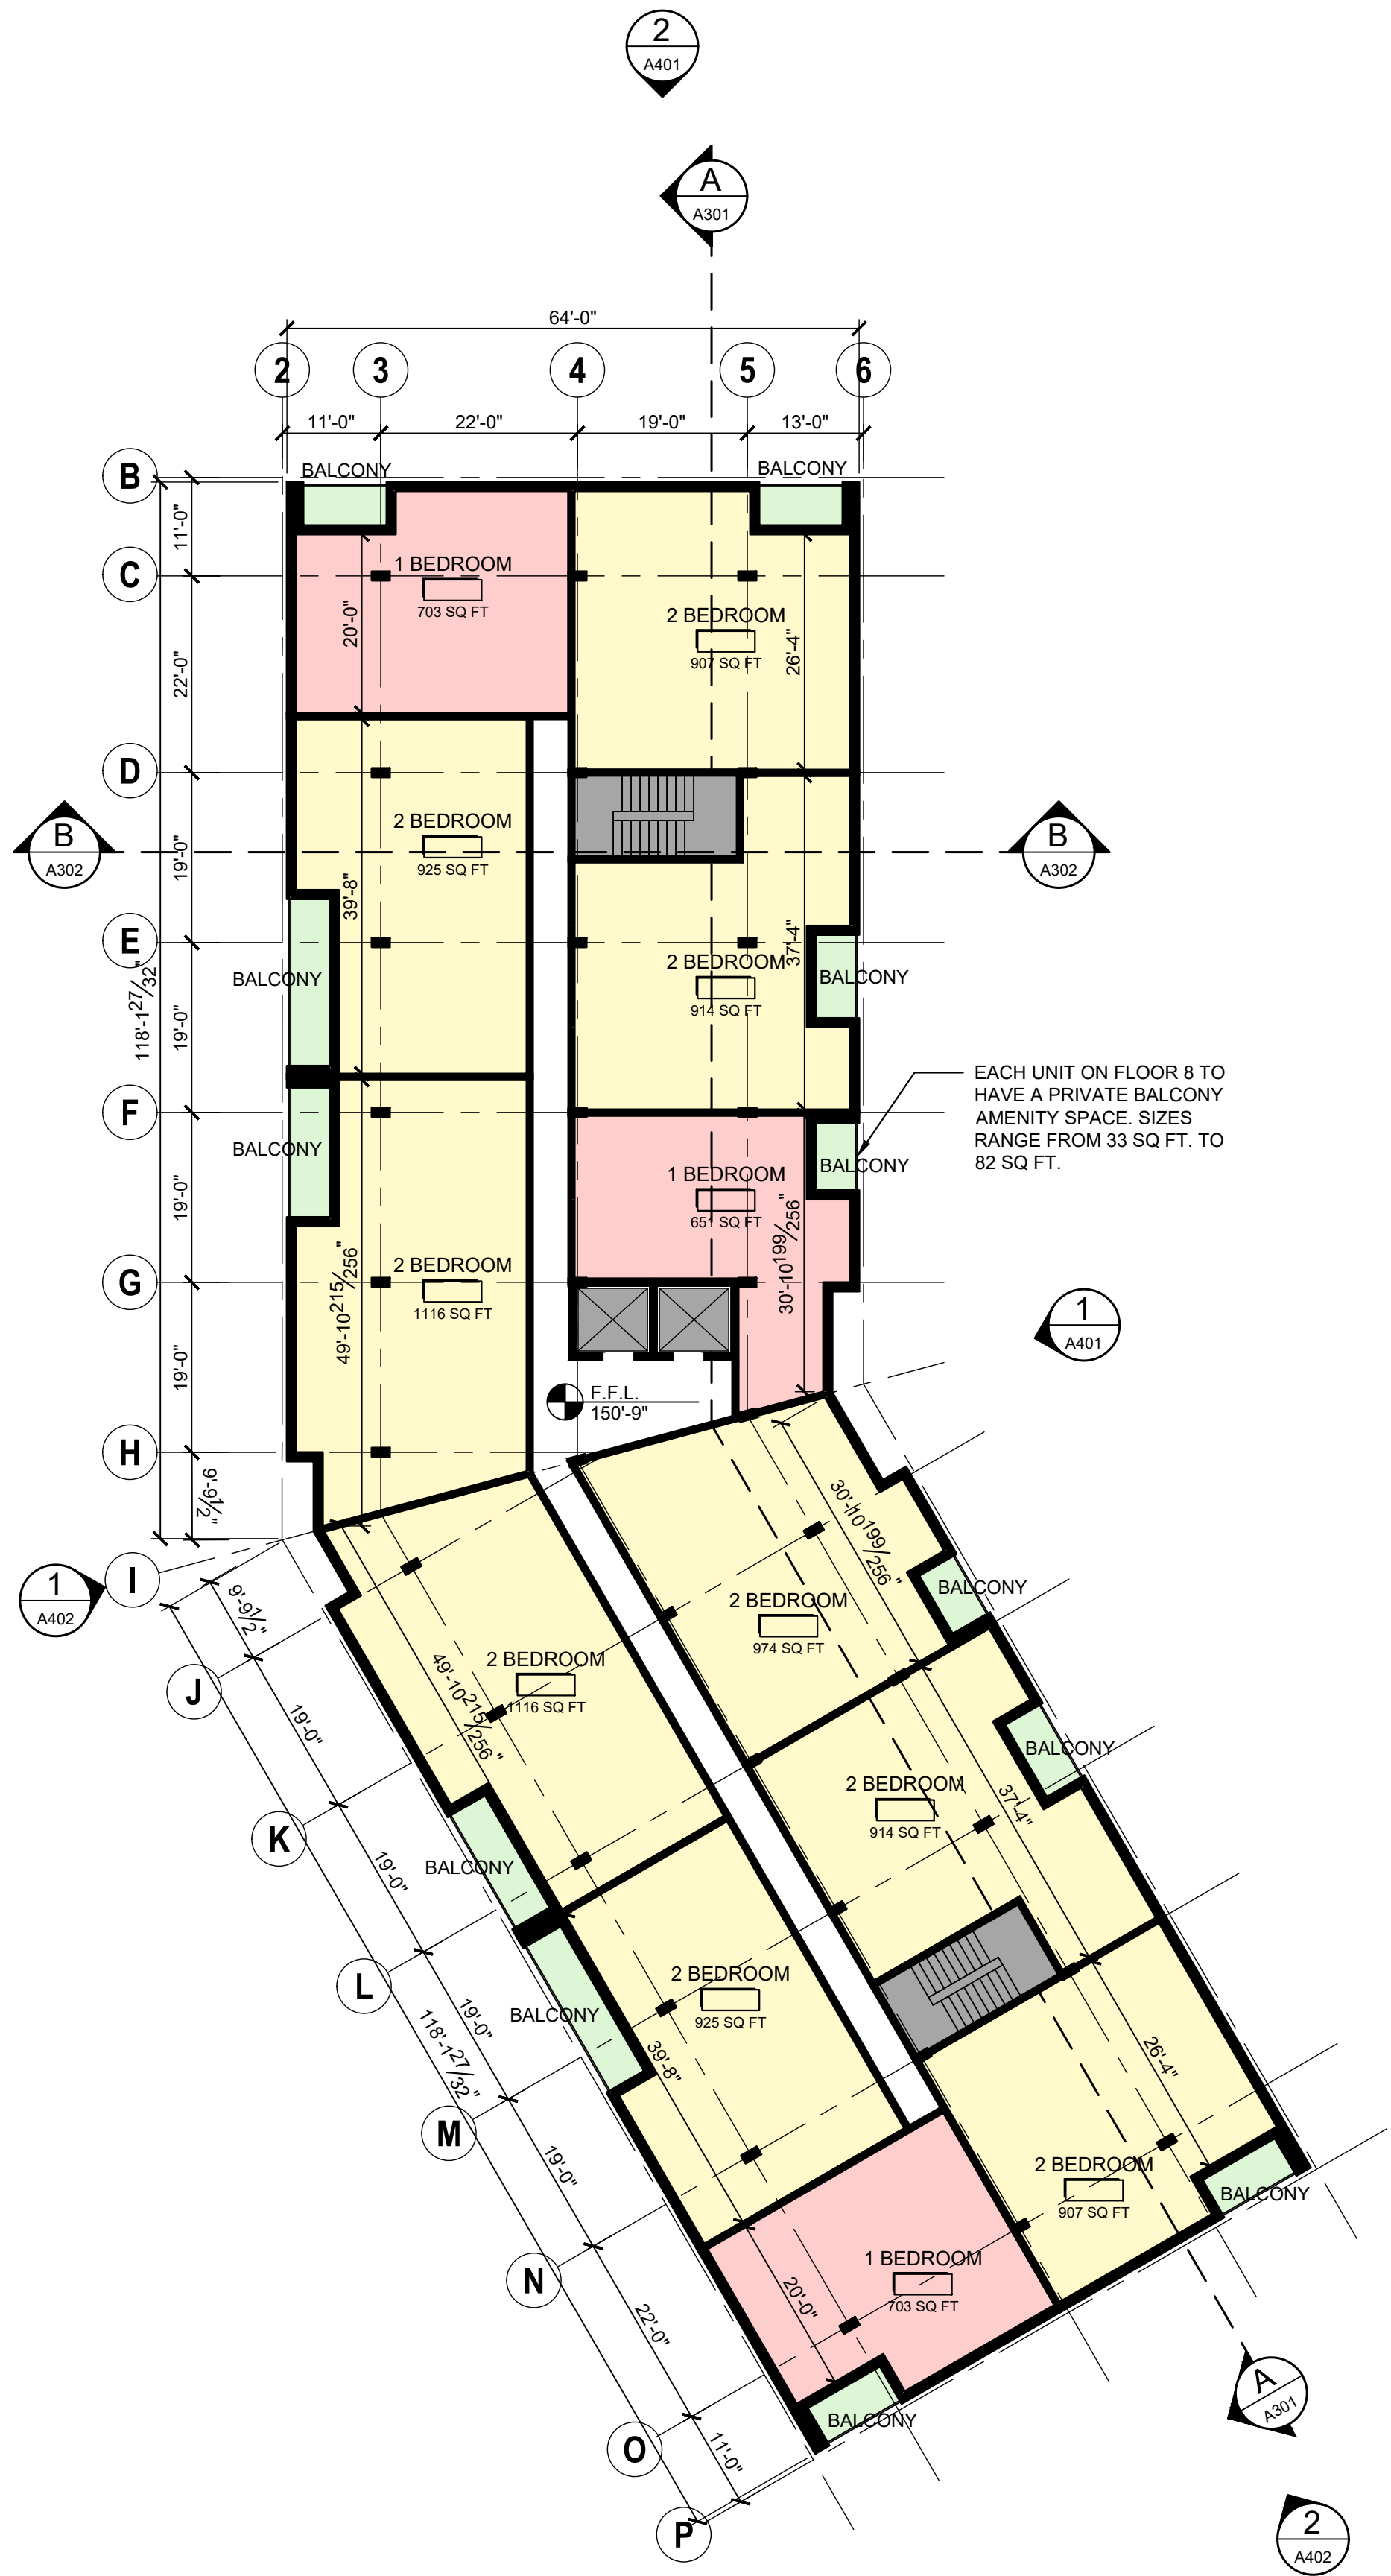 2
A401
A
A301
64'-0"
2
3
4
5
6
11'-0"
22'-0"
19'-0"
13'-0"
B
BALCONY
BALCONY
11'-0"
C
1 BEDROOM
703 SQ FT
20'-0"
2 BEDROOM
907 SQ FT
26'-4"
22'-0"
D
B
A302
19'-0"
2 BEDROOM
925 SQ FT
39'-8"
B
A302
E
118'-1 27/32"
BALCONY
2 BEDROOM
914 SQ FT
37'-4"
BALCONY
19'-0"
EACH UNIT ON FLOOR 8 TO
HAVE A PRIVATE BALCONY
AMENITY SPACE. SIZES
RANGE FROM 33 SQ FT. TO
82 SQ FT.
F
BALCONY
19'-0"
1 BEDROOM
651 SQ FT
BALCONY
30'-10 199/256"
G
2 BEDROOM
1116 SQ FT
49'-10 215/256"
1
A401
19'-0"
F.F.L.
150'-9"
H
9'-9 1/2"
I
1
A402
9'-9 1/2"
30'-10 199/256"
BALCONY
2 BEDROOM
974 SQ FT
J
2 BEDROOM
1116 SQ FT
49'-10 215/256"
19'-0"
BALCONY
2 BEDROOM
914 SQ FT
37'-4"
K
19'-0"
BALCONY
L
2 BEDROOM
925 SQ FT
BALCONY
19'-0"
118'-1 27/32"
39'-8"
26'-4"
M
19'-0"
2 BEDROOM
907 SQ FT
BALCONY
N
1 BEDROOM
703 SQ FT
20'-0"
22'-0"
A
A301
BALCONY
O
11'-0"
P
2
A402